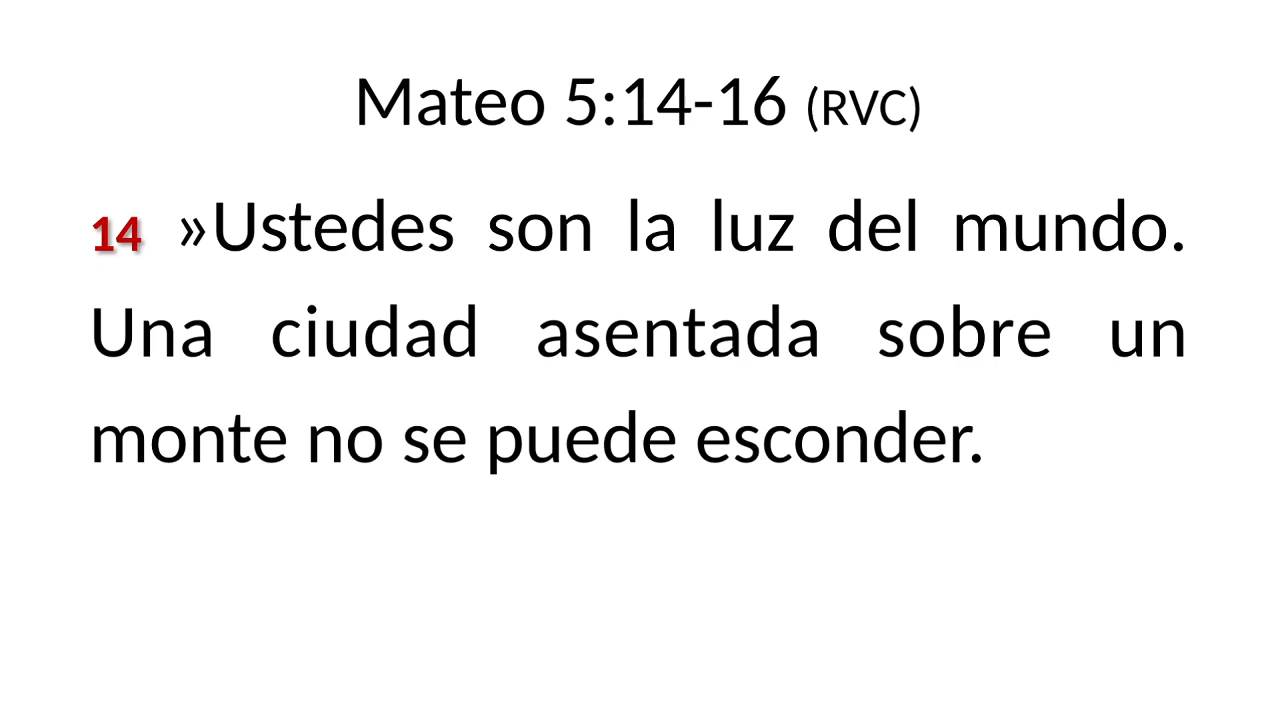 Mateo 5:14-16 (RVC)
14 »Ustedes son la luz del mundo.
Una ciudad asentada sobre un
monte no se puede esconder.